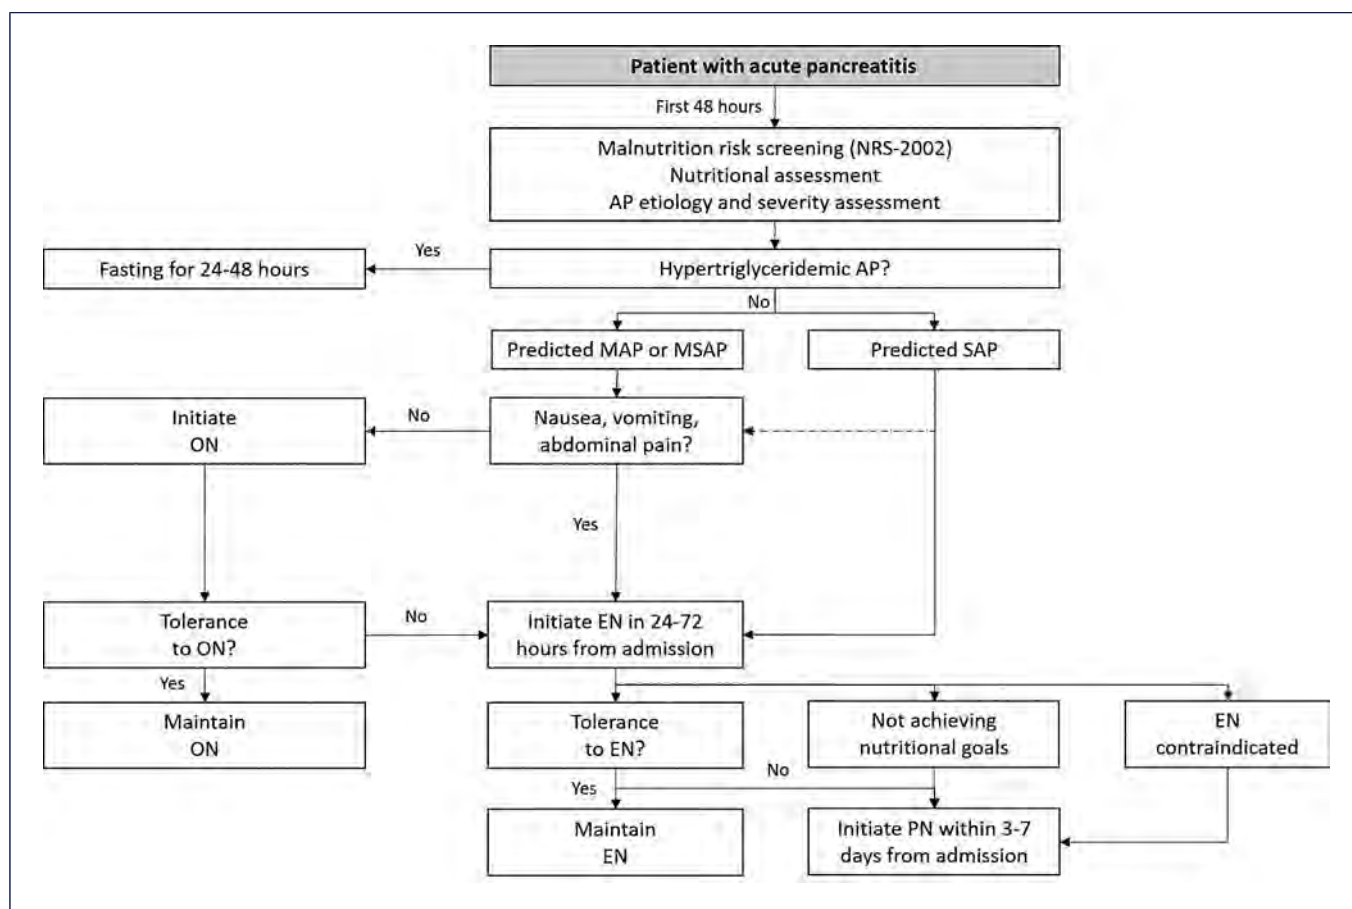 Patient with acute pancreatitis
First 48 hours
Malnutrition risk screening (NRS-2002)
Nutritional assessment
AP etiology and severity assessment
Yes
Fasting for 24-48 hours
Hypertriglyceridemic AP?
No
Predicted MAP or MSAP
Predicted SAP
Initiate
ON
No
Nausea, vomiting,
abdominal pain?
Yes
Tolerance
to ON?
No
Initiate EN in 24-72
hours from admission
Yes
Maintain
ON
Tolerance
to EN?
Not achieving
nutritional goals
EN
contraindicated
No
Yes
Maintain
EN
Initiate PN within 3-7
days from admission